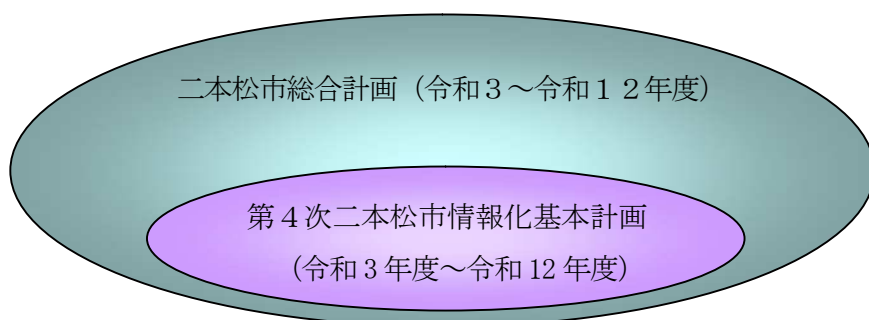 二本松市総合計画（令和３～令和１２年度）
第４次二本松市情報化基本計画
（令和３年度～令和12年度）